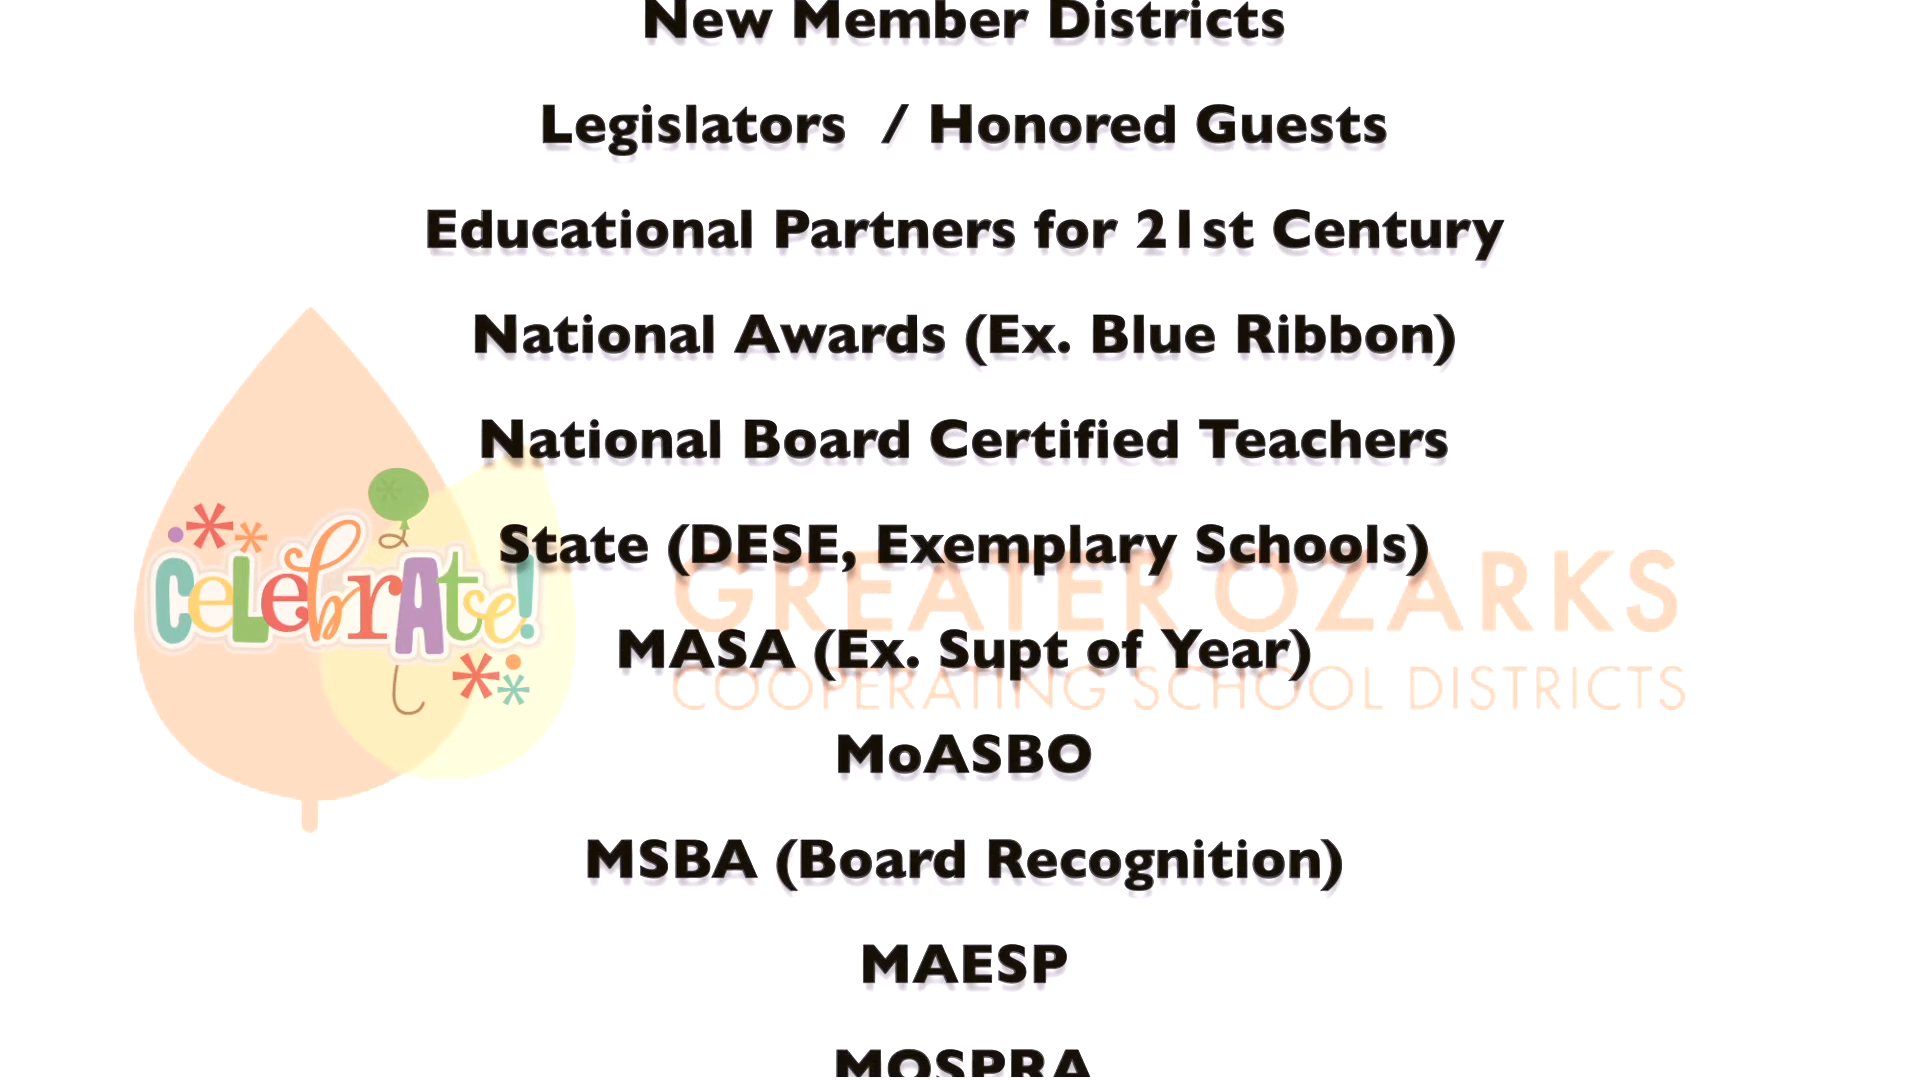 New Member Districts
Legislators / Honored Guests
Educational Partners for 21st Century
National Awards (Ex. Blue Ribbon)
National Board Certified Teachers
State (DESE, Exemplary Schools)
CeLebrAte!
GREATER OZARKS
MASA (Ex. Supt of Year)
COOPERATING SCHOOL DISTRICTS
MoASBO
MSBA (Board Recognition)
MAESP
MOSPRA